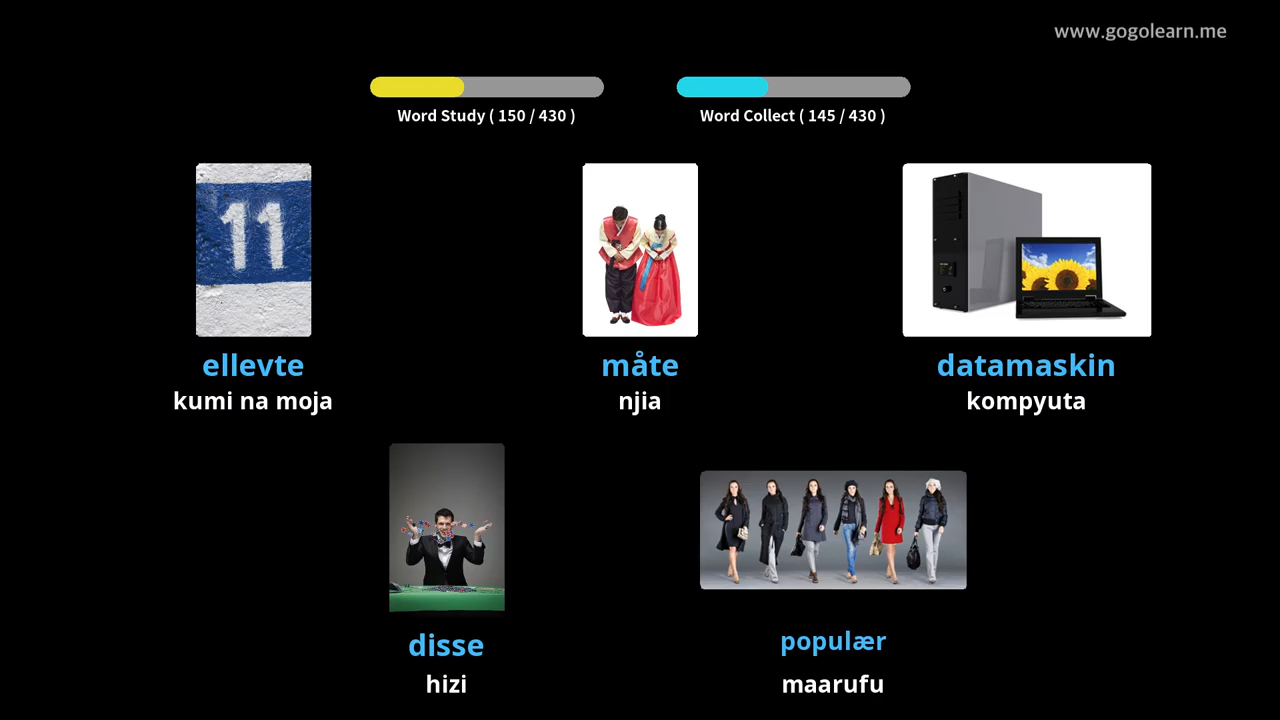 www.gogolearn.me
Word Study ( 150 / 430 )
Word Collect ( 145 / 430 )
11
ellevte
kumi na moja
måte
njia
datamaskin
kompyuta
disse
hizi
populær
maarufu